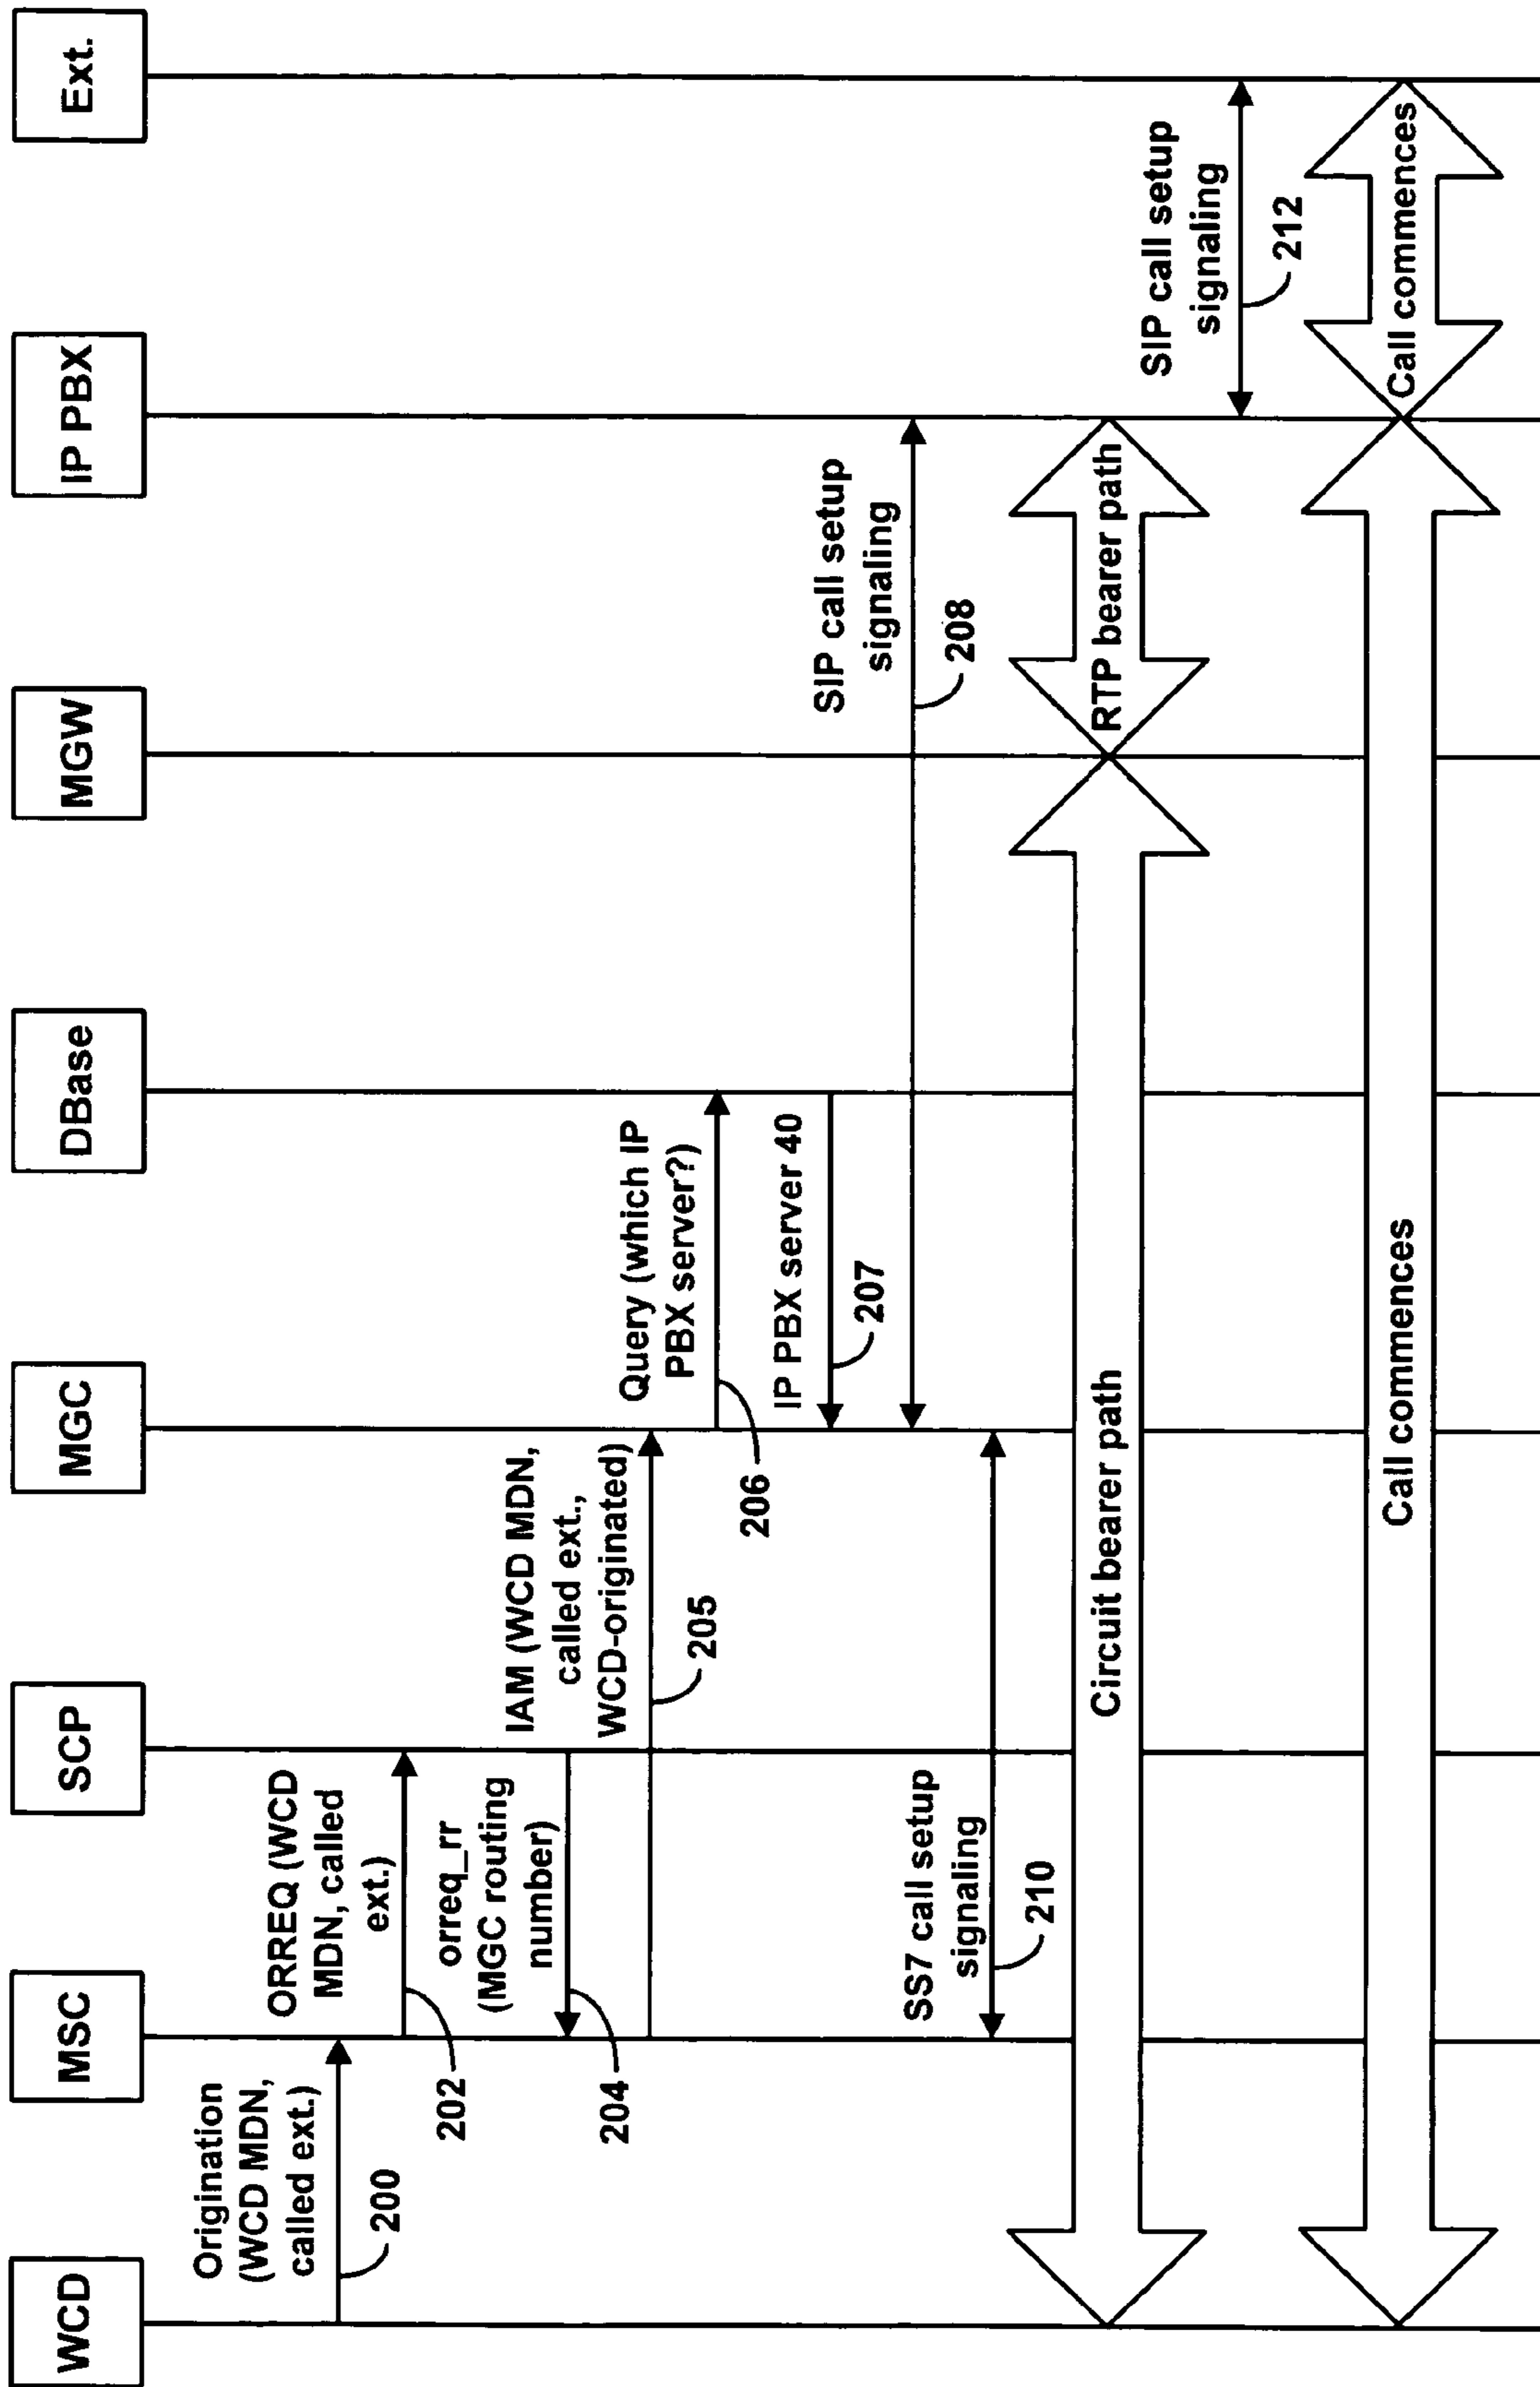 WCD
MSC
SCP
MGC
DBase
MGW
IP PBX
Ext.
Origination
(WCD MDN,
called ext.)
200
ORREQ (WCD
MDN, called
ext.)
202
orreq_rr
(MGC routing
number)
204
IAM (WCD MDN,
called ext.,
WCD-originated)
205
Query (which IP
PBX server?)
206
IP PBX server 40
207
SIP call setup
signaling
208
SS7 call setup
signaling
210
Circuit bearer path
RTP bearer path
SIP call setup
signaling
212
Call commences
Call commences